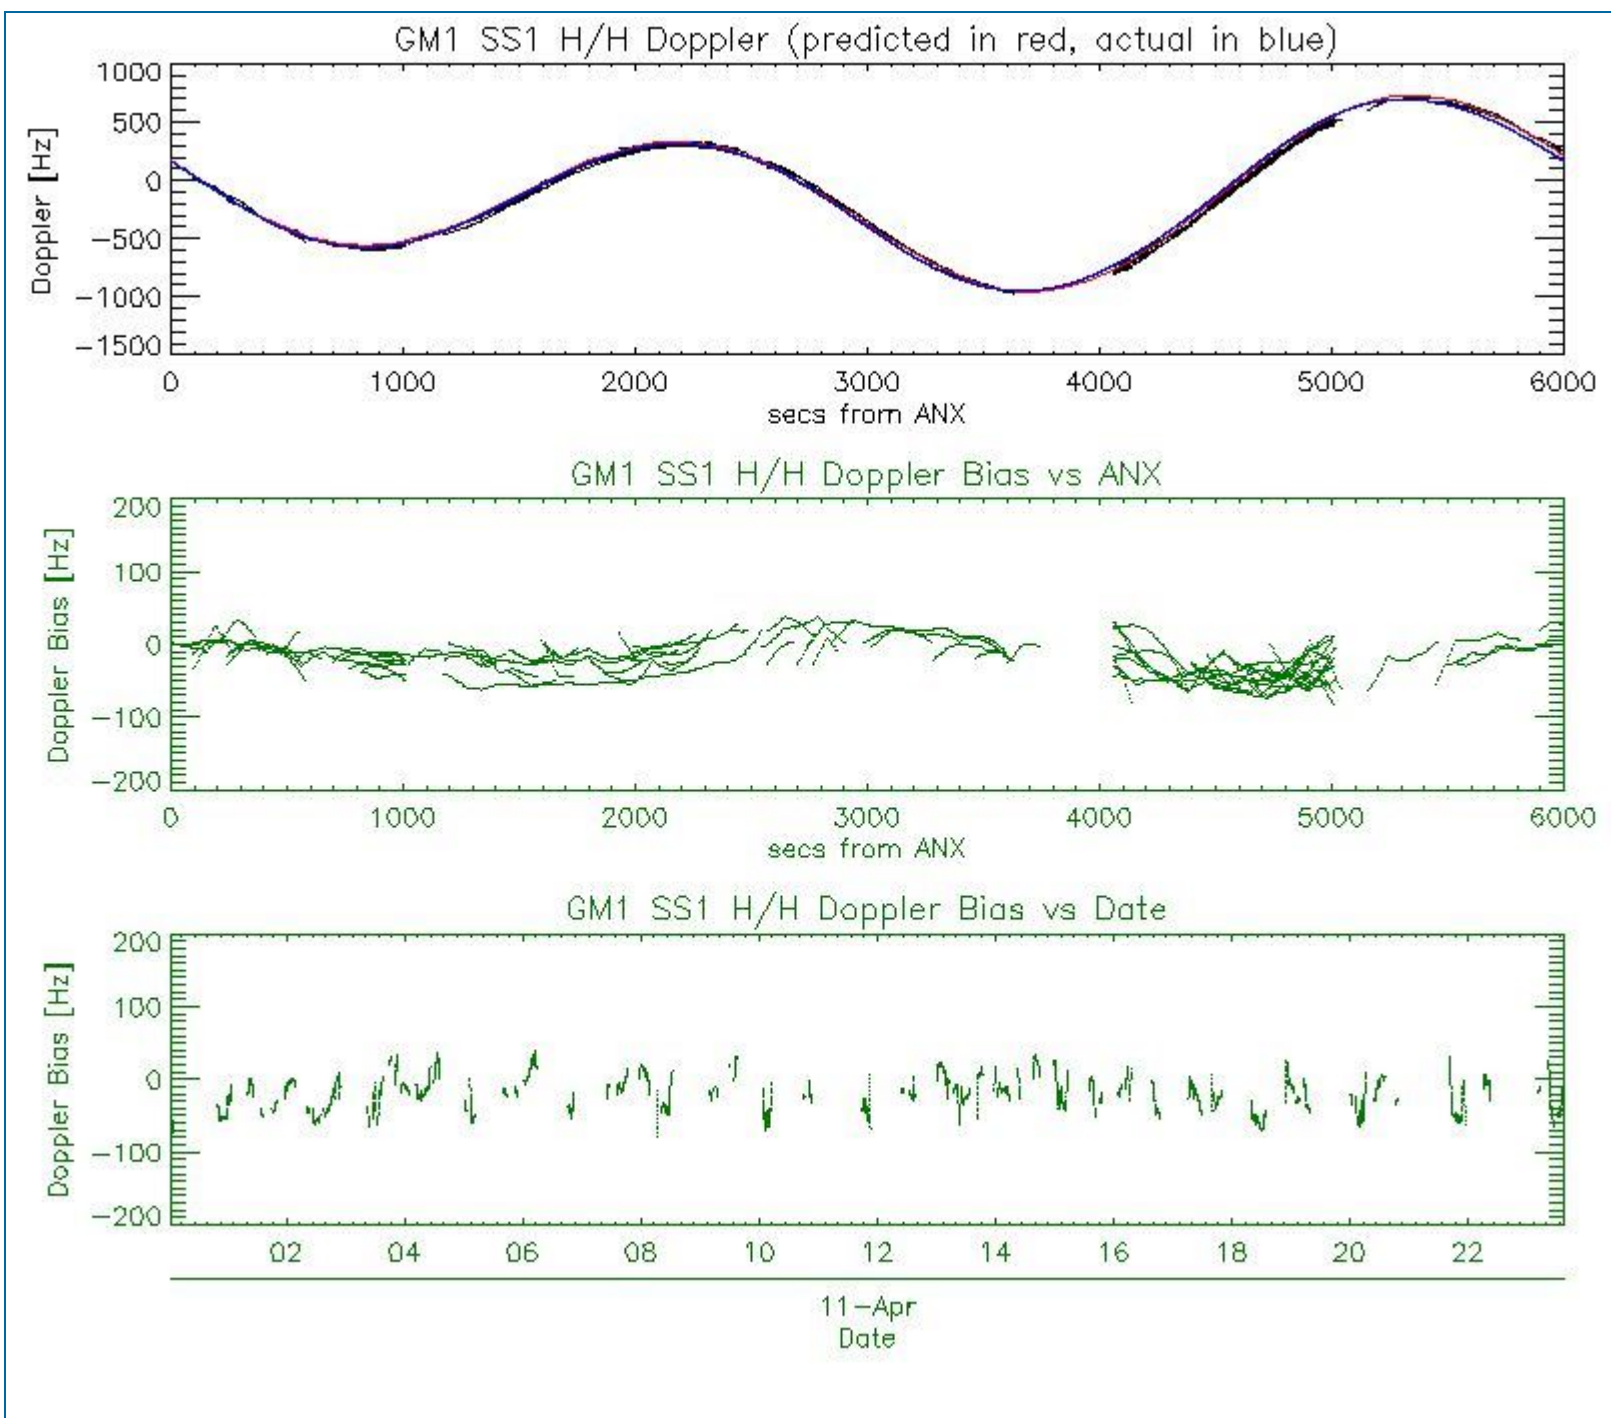 GM1 SS1 H/H Doppler (predicted in red, actual in blue)
1000
500
0
−500
−1000
−1500
Doppler [Hz]
0 1000 2000 3000 4000 5000 6000
secs from ANX
GM1 SS1 H/H Doppler Bias vs ANX
200
100
0
−100
−200
Doppler Bias [Hz]
0 1000 2000 3000 4000 5000 6000
secs from ANX
GM1 SS1 H/H Doppler Bias vs Date
200
100
0
−100
−200
Doppler Bias [Hz]
02 04 06 08 10 12 14 16 18 20 22
11−Apr
Date